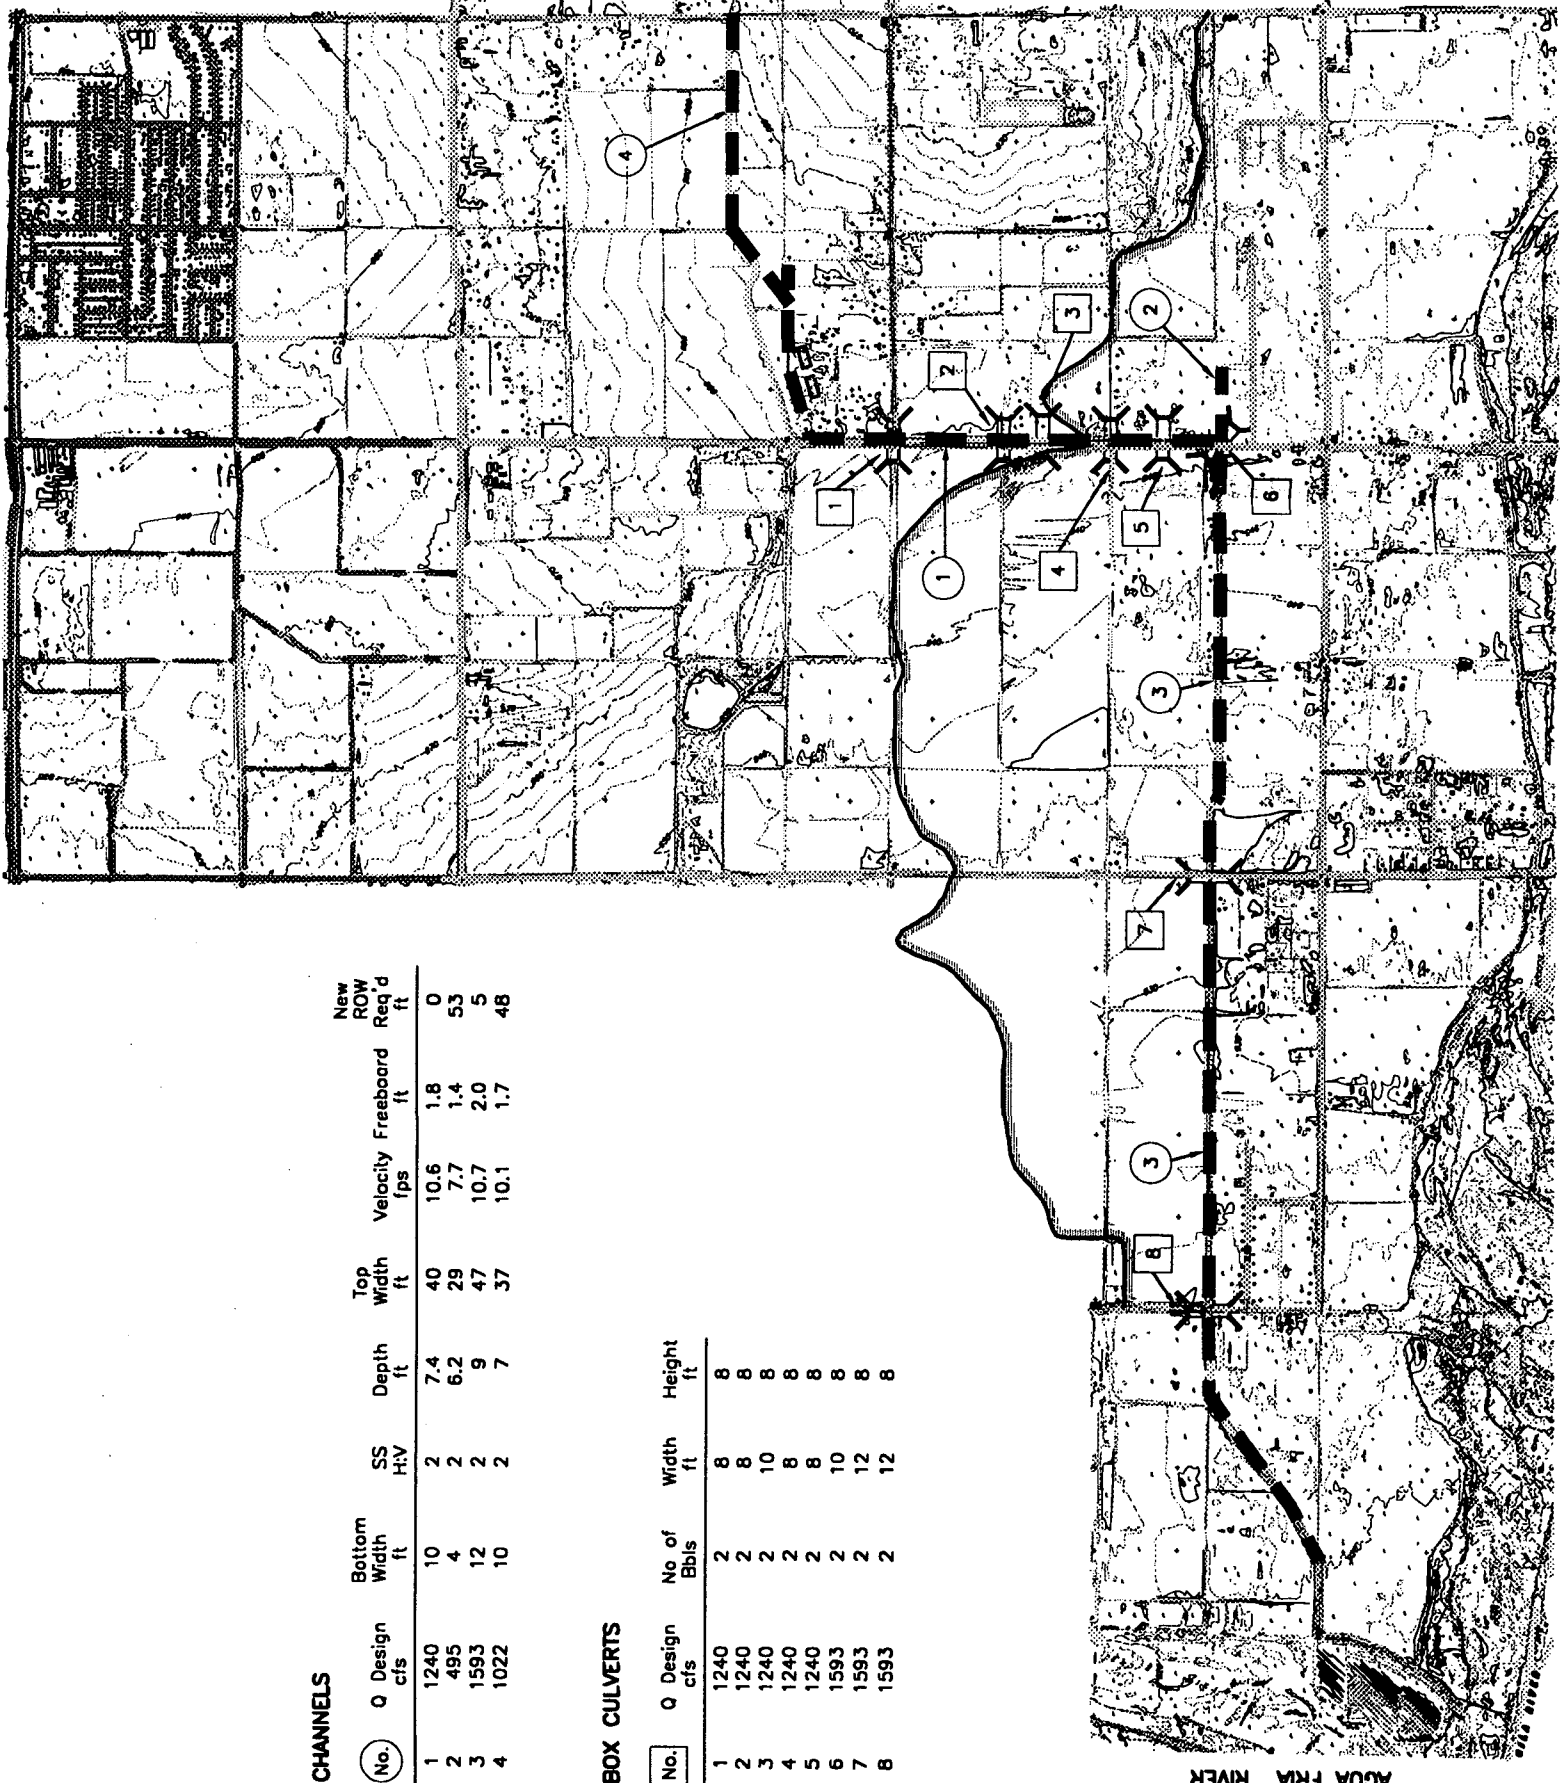 CHANNELS
No. Q Design cfs Bottom Width ft SS H:V Depth ft Top Width ft Velocity fps Freeboard ft New ROW Req'd ft
1 1240 10 2 7.4 40 10.6 1.8 0
2 495 4 2 6.2 29 7.7 1.4 53
3 1593 12 2 9 47 10.7 2.0 5
4 1022 10 2 7 37 10.1 1.7 48
BOX CULVERTS
No. Q Design cfs No of Bbls Width ft Height ft
1 1240 2 8 8
2 1240 2 8 8
3 1240 2 10 8
4 1240 2 8 8
5 1240 2 8 8
6 1593 2 10 8
7 1593 2 12 8
8 1593 2 12 8
8
3
7
3
1
4
5
6
1
2
3
2
4
AGUA FRIA RIVER